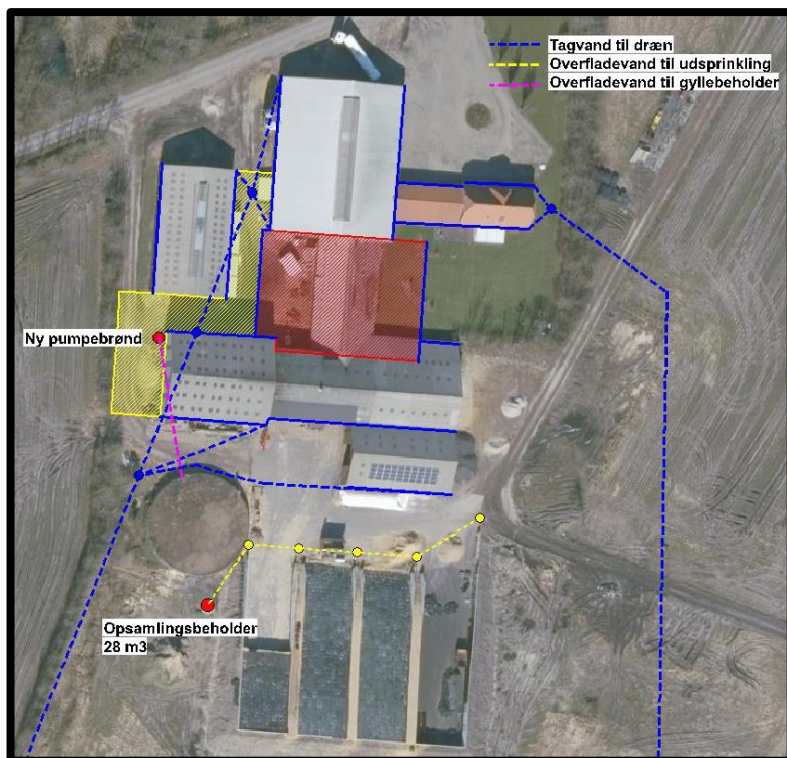 Tagvand til dræn
Overfladevand til udsprinkling
Overfladevand til gyllebeholder
Ny pumpebrønd
Opsamlingsbeholder
28 m3